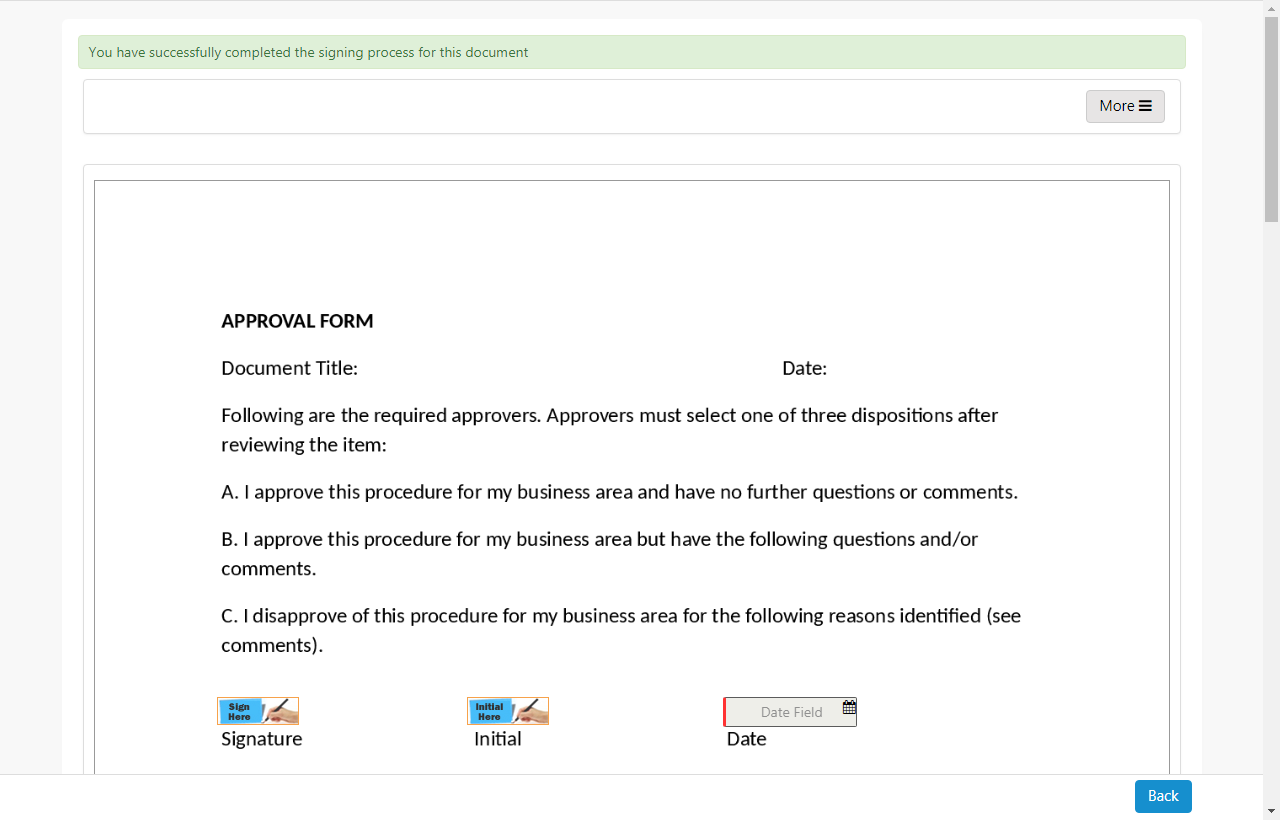 You have successfully completed the signing process for this document
More
APPROVAL FORM
Document Title: Date:
Following are the required approvers. Approvers must select one of three dispositions after
reviewing the item:
A. I approve this procedure for my business area and have no further questions or comments.
B. I approve this procedure for my business area but have the following questions and/or
comments.
C. I disapprove of this procedure for my business area for the following reasons identified (see
comments).
Sign
Here
Initial
Here
Date Field
Signature Initial Date
Back